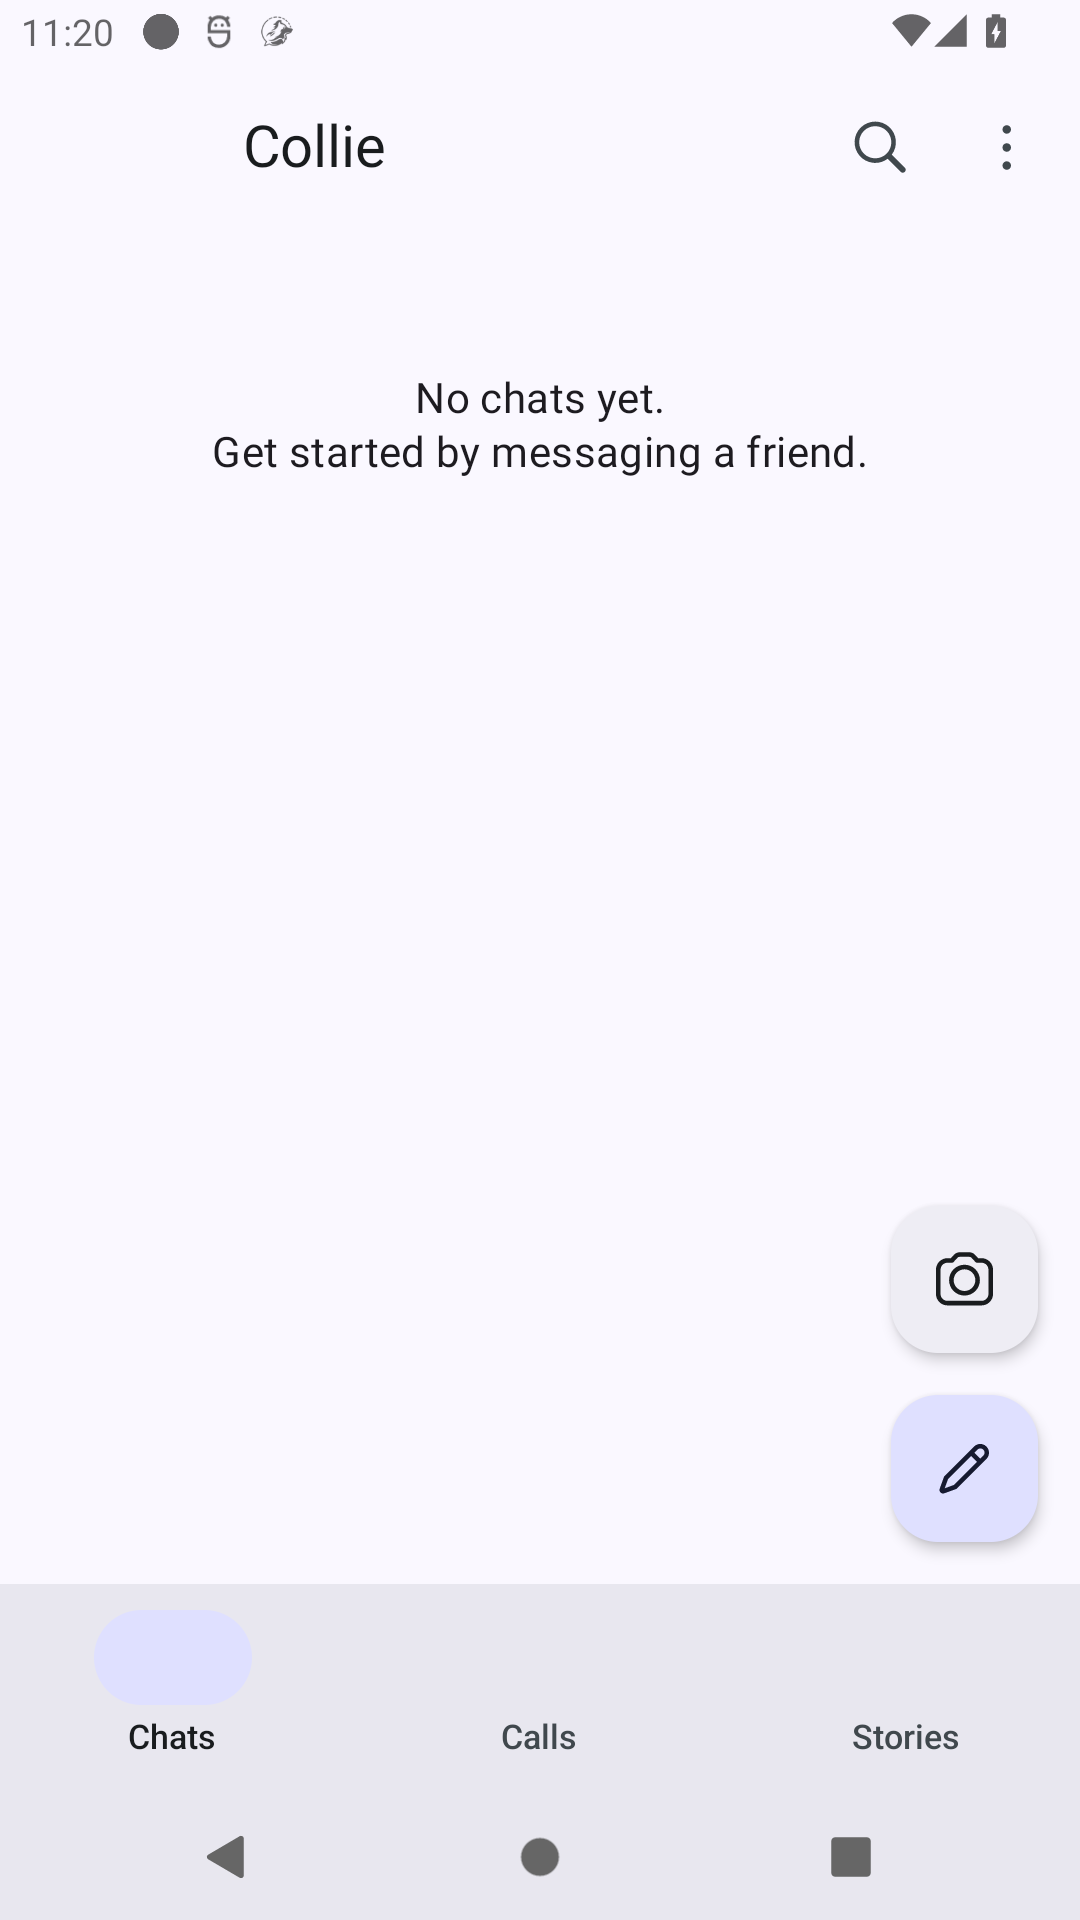 11:20
Collie
No chats yet.
Get started by messaging a friend.
Chats
Calls
Stories